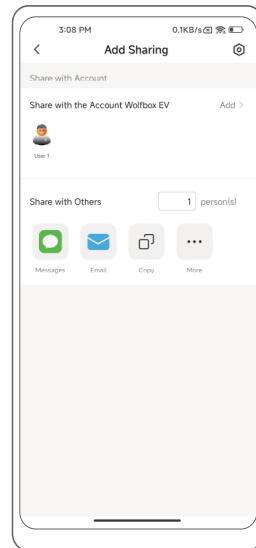 3:08 PM 0.1KB/s
Add Sharing
Share with Account
Share with the Account Wolfbox EV Add >
User 1
Share with Others 1 person(s)
Messages Email Copy More